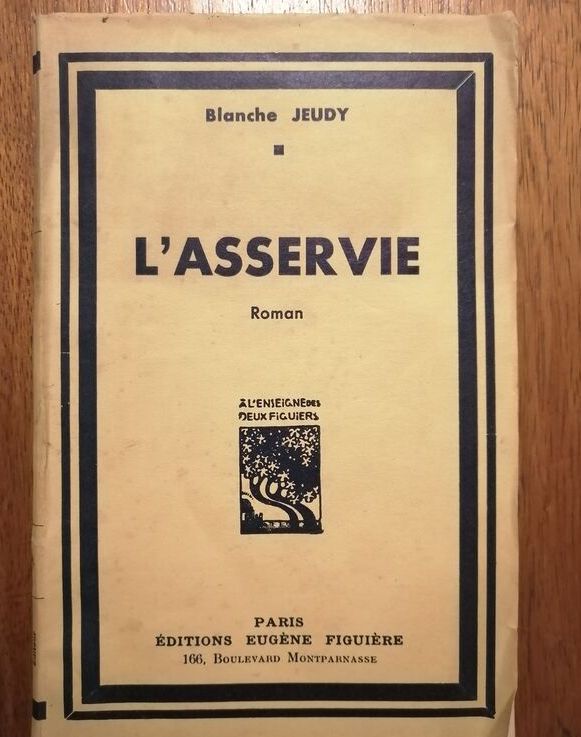 Blanche JEUDY
L'ASSERVIE
Roman
À L'ENSEIGNE DES
DEUX FIGUIERS
PARIS
ÉDITIONS EUGÈNE FIGUIÈRE
166, BOULEVARD MONTPARNASSE